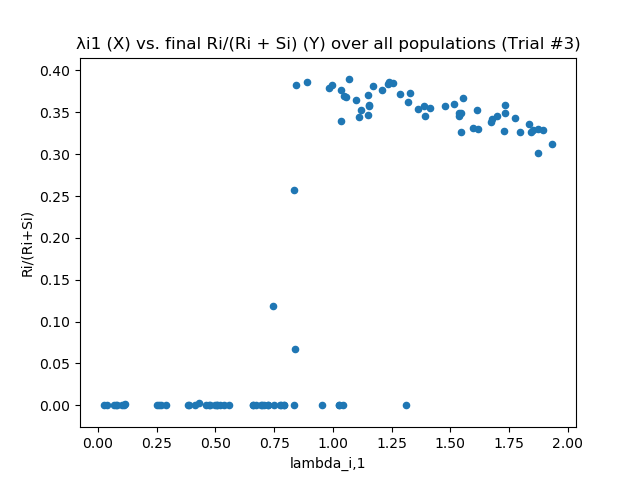 λi1 (X) vs. final Ri/(Ri + Si) (Y) over all populations (Trial #3)
0.40
0.35
0.30
0.25
0.20
0.15
0.10
0.05
0.00
Ri/(Ri+Si)
0.00 0.25 0.50 0.75 1.00 1.25 1.50 1.75 2.00
lambda_i,1